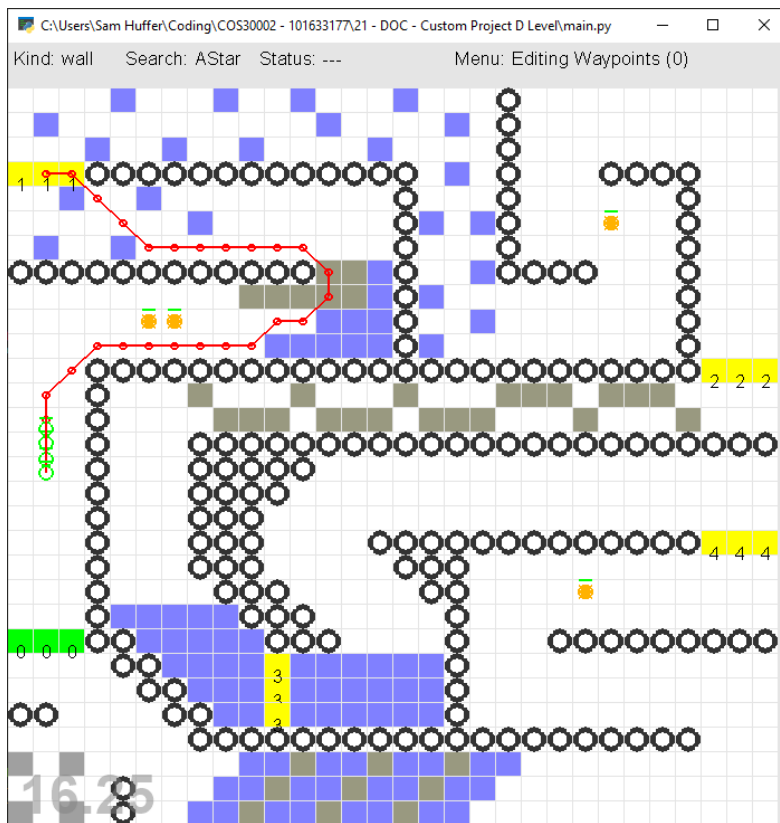 C:\Users\Sam Huffer\Coding\COS30002 - 101633177\21 - DOC - Custom Project D Level\main.py
Kind: wall Search: AStar Status: --- Menu: Editing Waypoints (0)
1 1 1
2 2 2
4 4 4
0 0 0
3
3
3
16.25